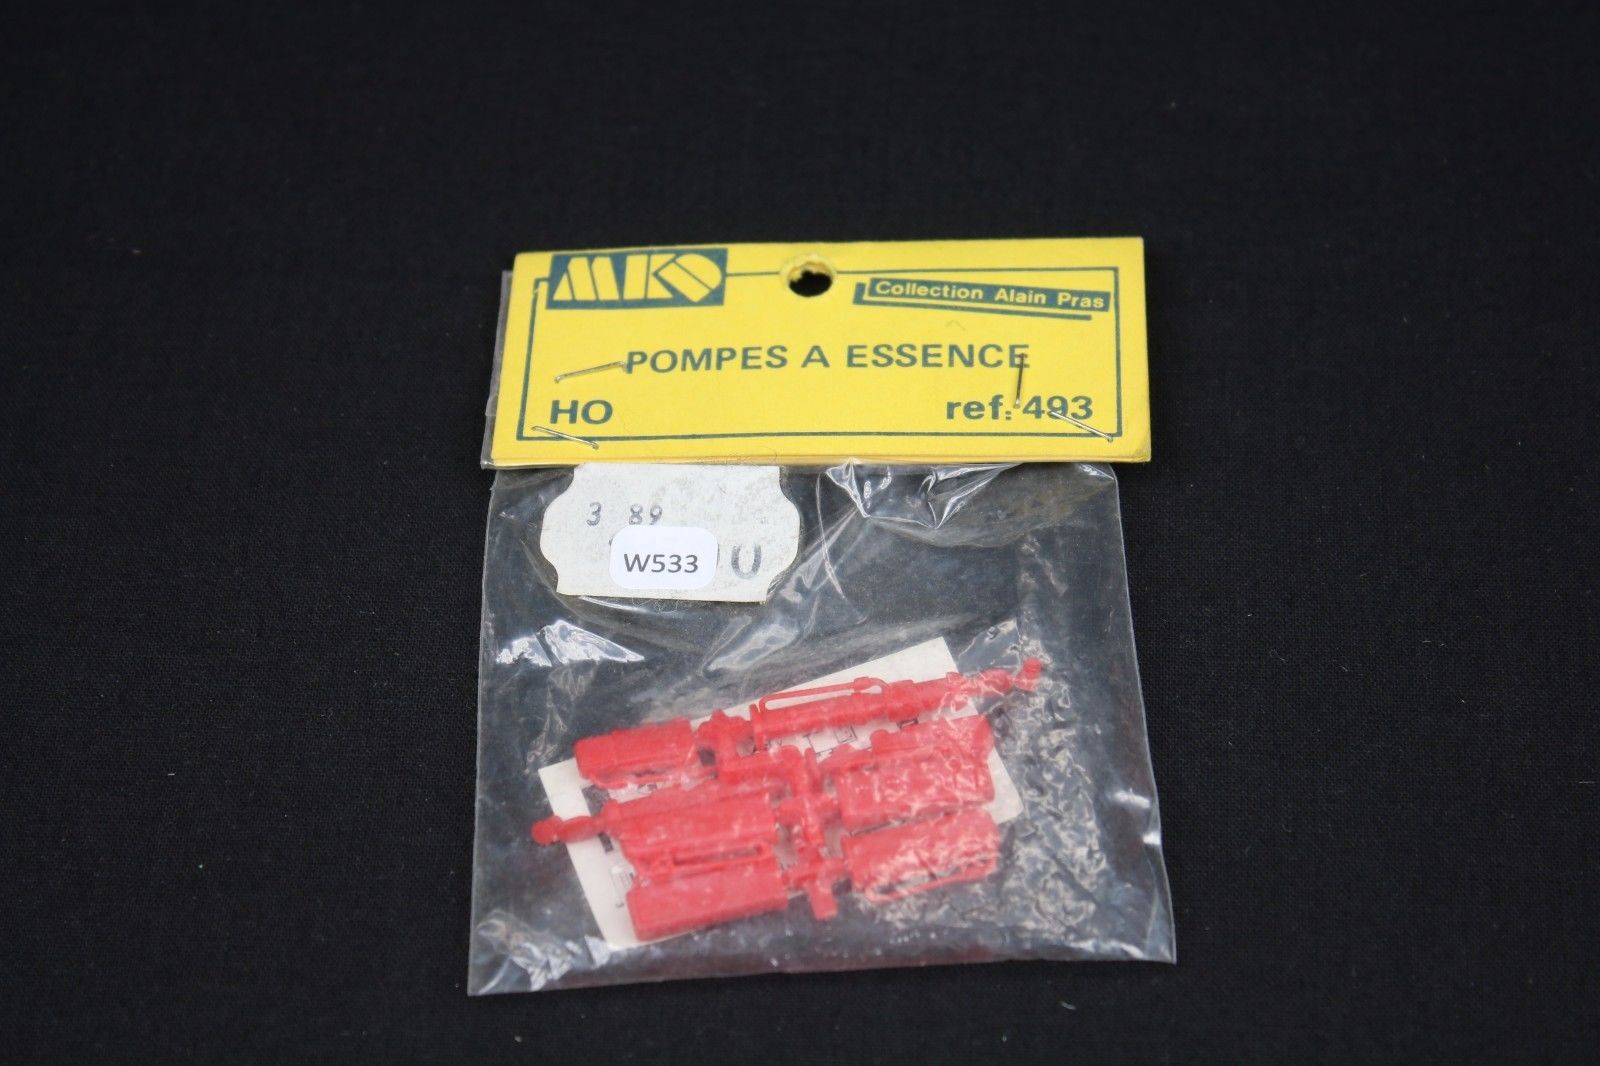 MKD
Collection Alain Pras
POMPES A ESSENCE
HO
ref: 493
3 89
W533